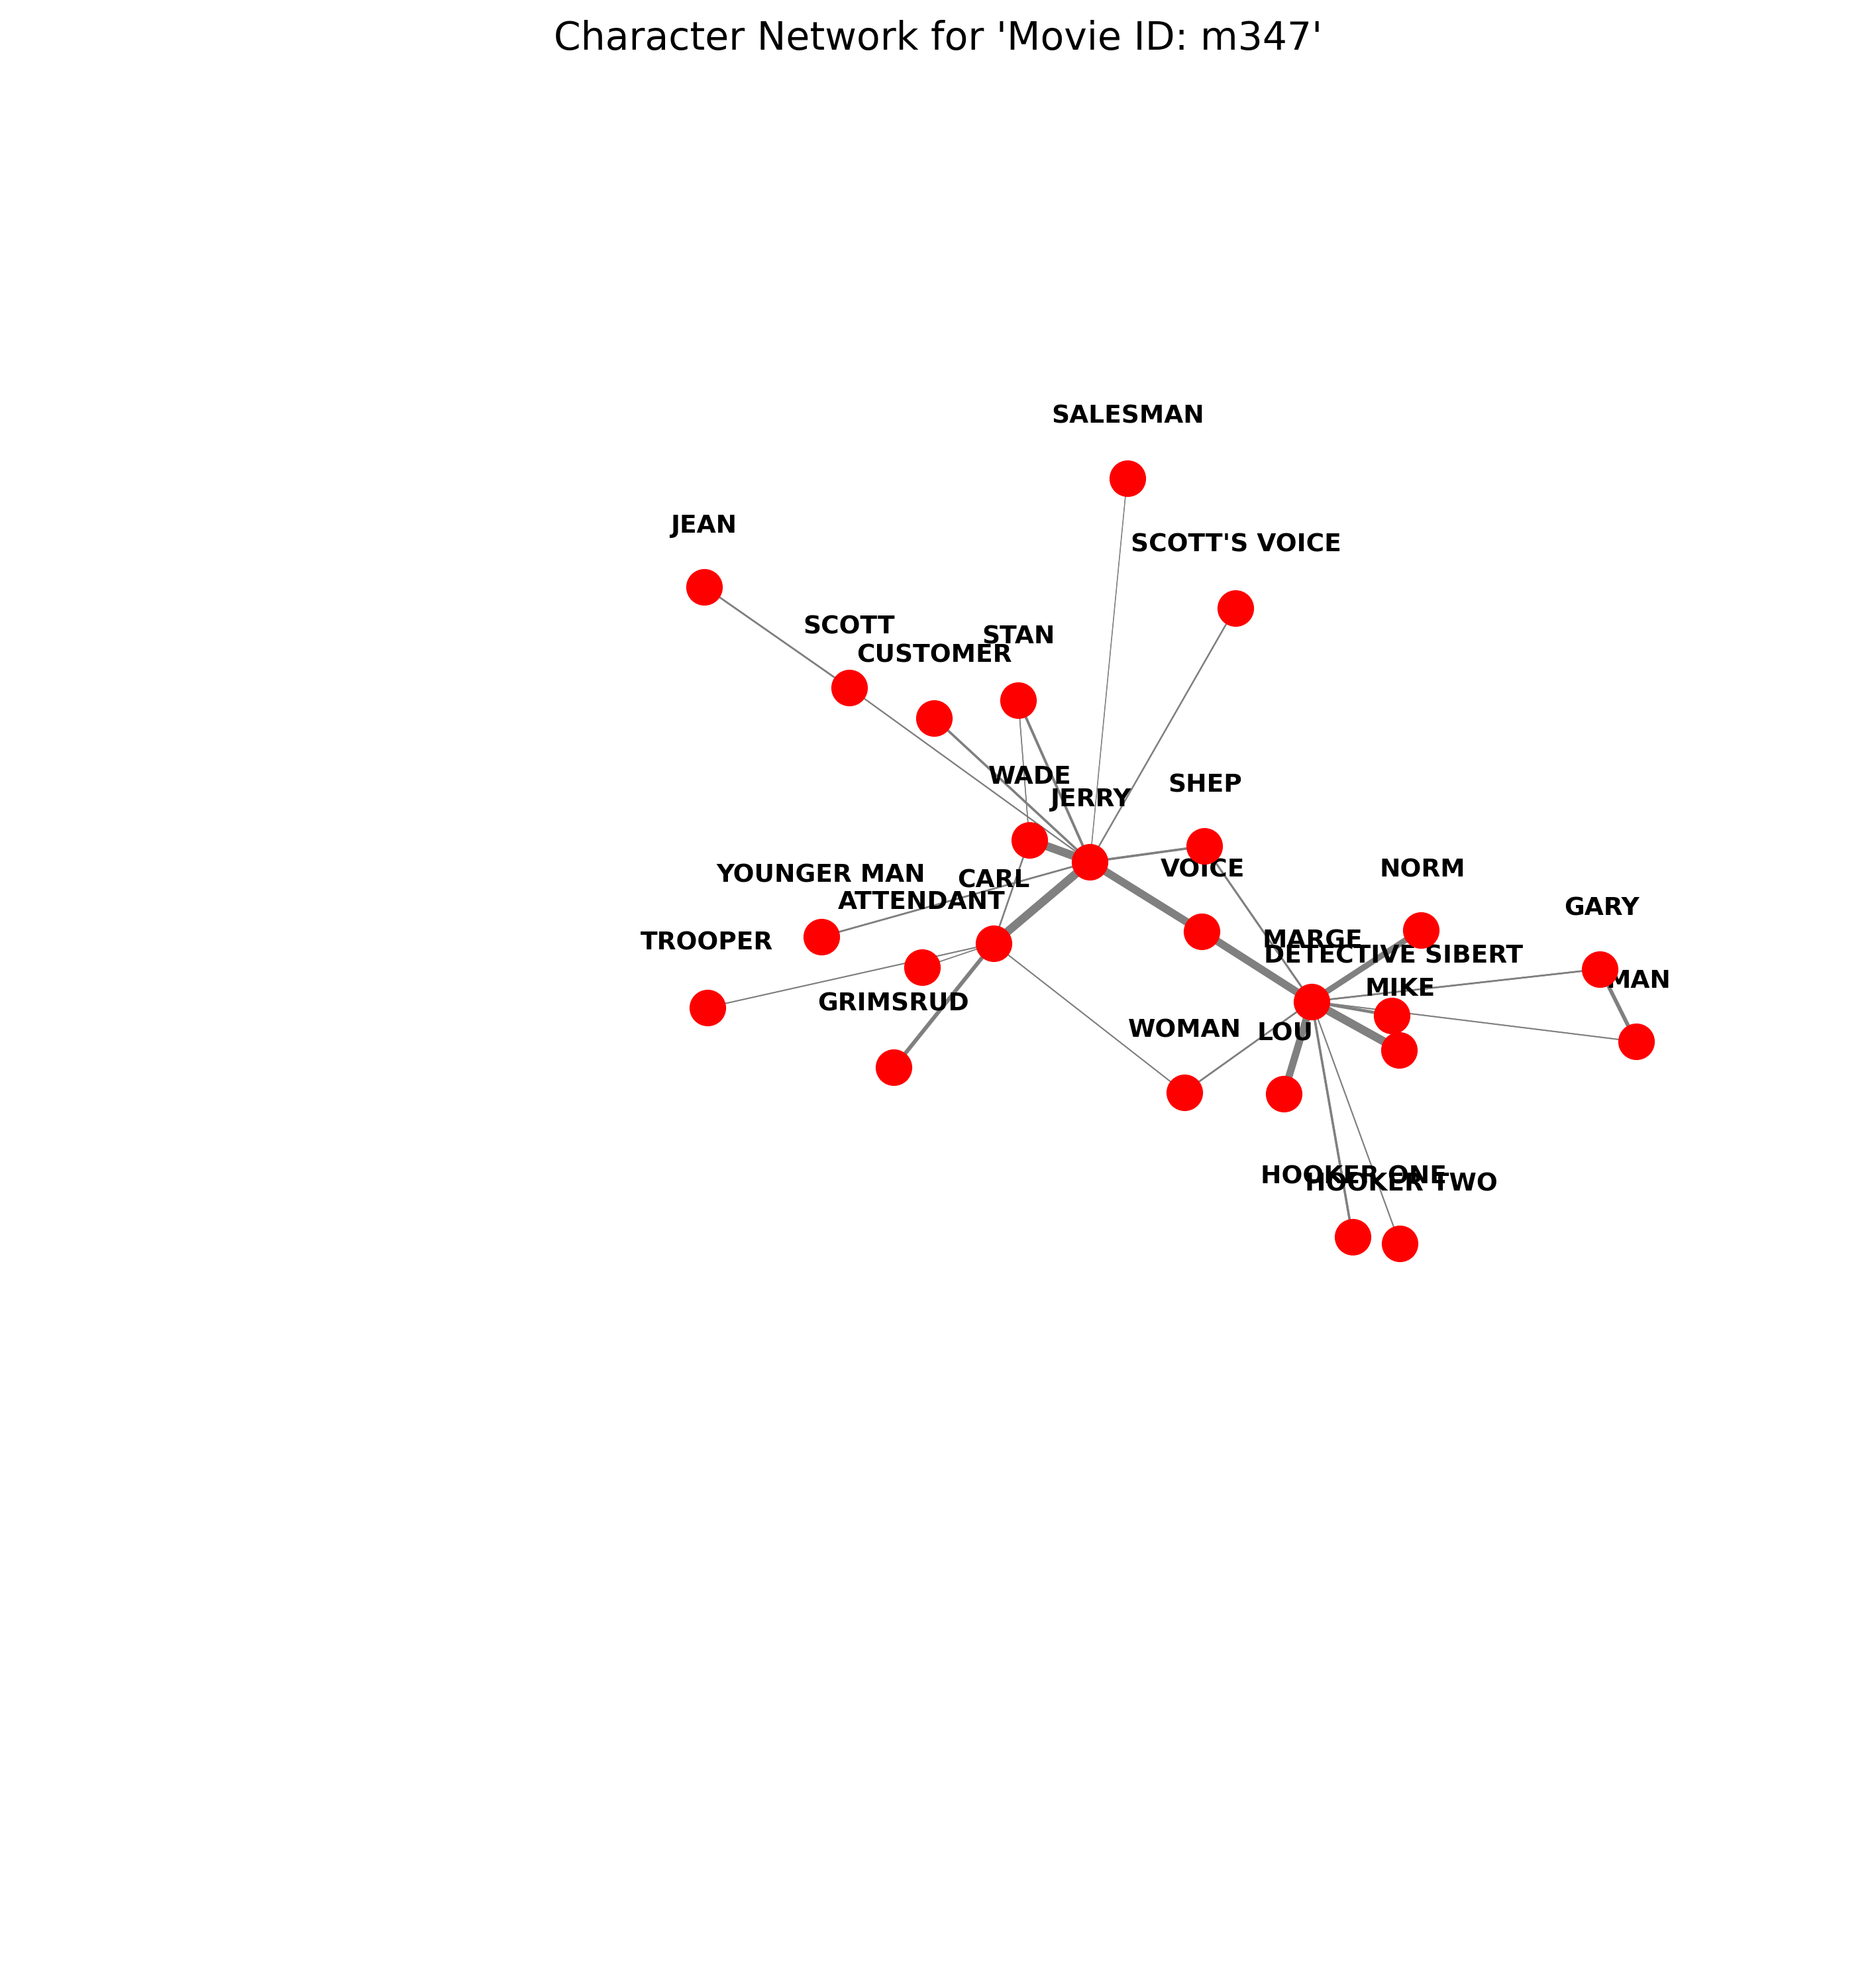 Character Network for 'Movie ID: m347'
SALESMAN
JEAN
SCOTT'S VOICE
SCOTT
STAN
CUSTOMER
WADE
SHEP
JERRY
VOICE
NORM
YOUNGER MAN
CARL
ATTENDANT
GARY
TROOPER
MARGE
DETECTIVE SIBERT
MAN
MIKE
GRIMSRUD
WOMAN
LOU
HOOKER ONE
HOOKER TWO